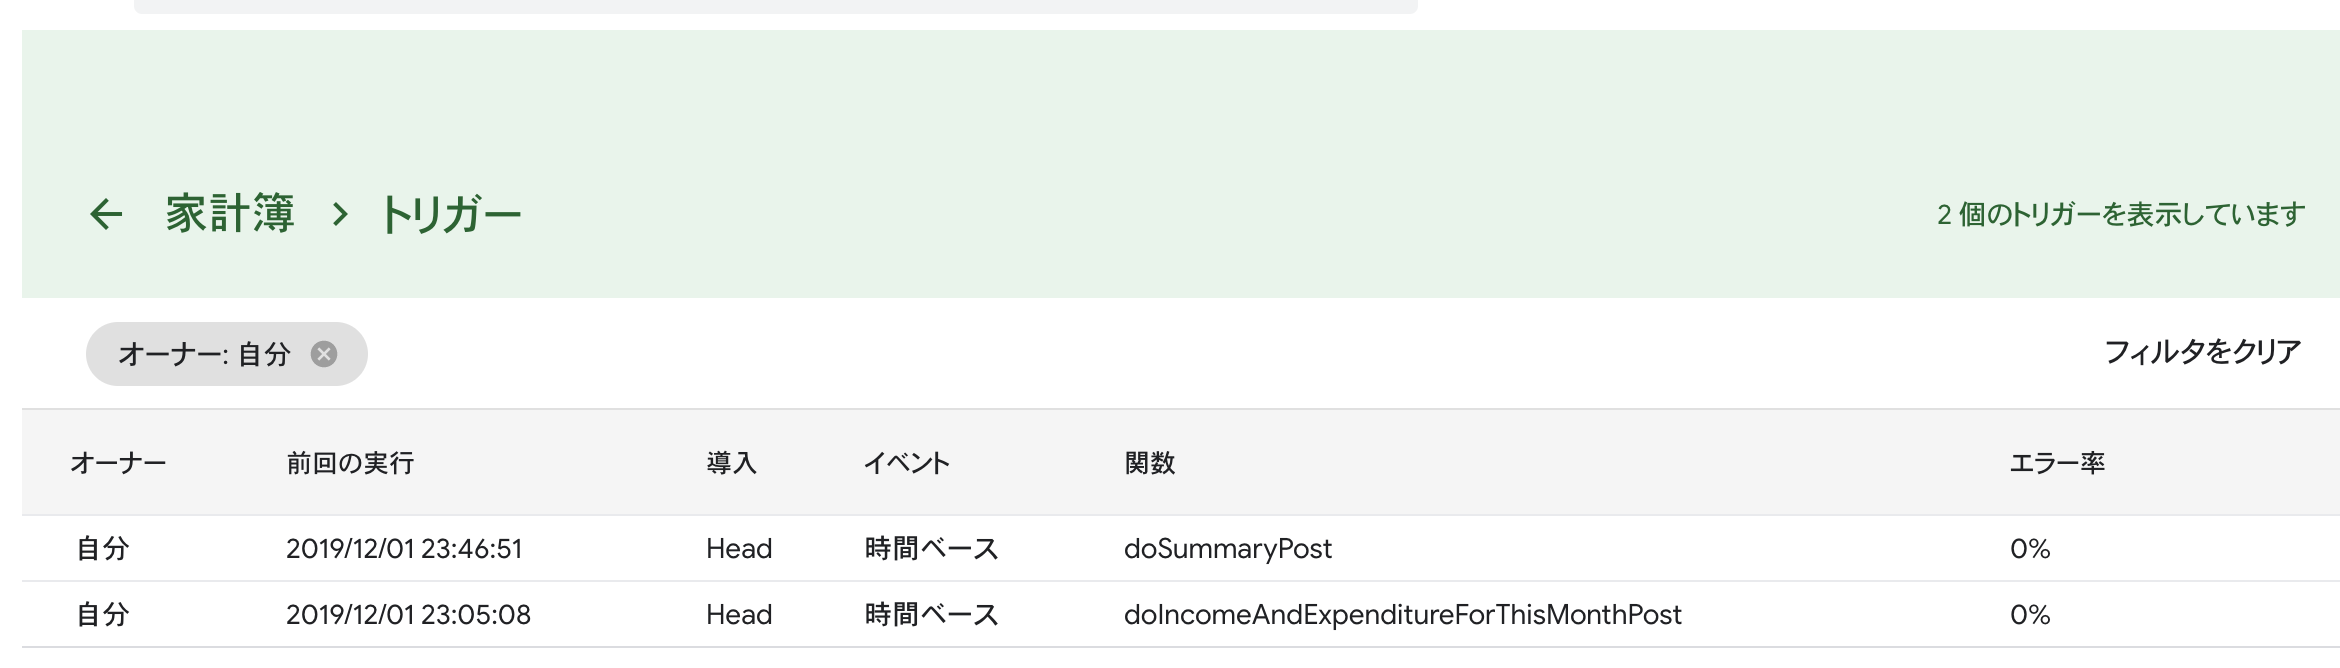 家計簿 > トリガー 2 個のトリガーを表示しています
オーナー: 自分 フィルタをクリア
オーナー 前回の実行 導入 イベント 関数 エラー率
自分 2019/12/01 23:46:51 Head 時間ベース doSummaryPost 0%
自分 2019/12/01 23:05:08 Head 時間ベース doIncomeAndExpenditureForThisMonthPost 0%